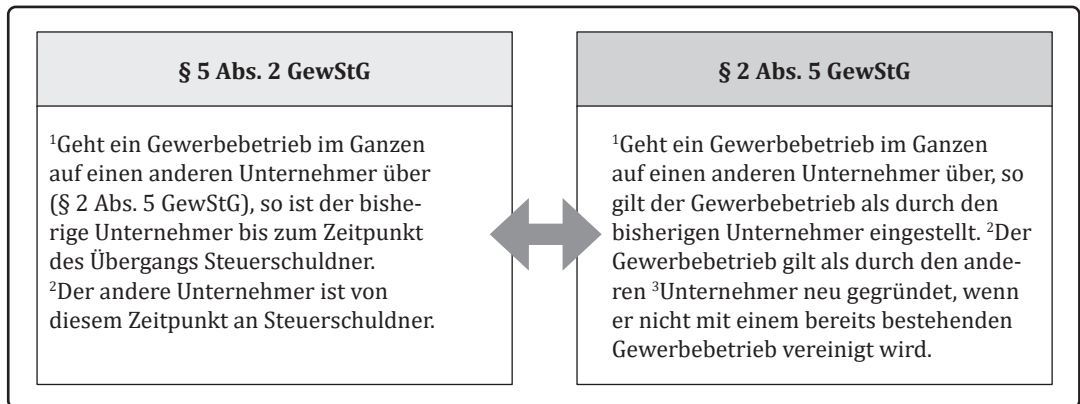 § 5 Abs. 2 GewStG
¹Geht ein Gewerbebetrieb im Ganzen
auf einen anderen Unternehmer über
(§ 2 Abs. 5 GewStG), so ist der bishe-
rige Unternehmer bis zum Zeitpunkt
des Übergangs Steuerschuldner.
²Der andere Unternehmer ist von
diesem Zeitpunkt an Steuerschuldner.
§ 2 Abs. 5 GewStG
¹Geht ein Gewerbebetrieb im Ganzen
auf einen anderen Unternehmer über, so
gilt der Gewerbebetrieb als durch den
bisherigen Unternehmer eingestellt. ²Der
Gewerbebetrieb gilt als durch den ande-
ren ³Unternehmer neu gegründet, wenn
er nicht mit einem bereits bestehenden
Gewerbebetrieb vereinigt wird.